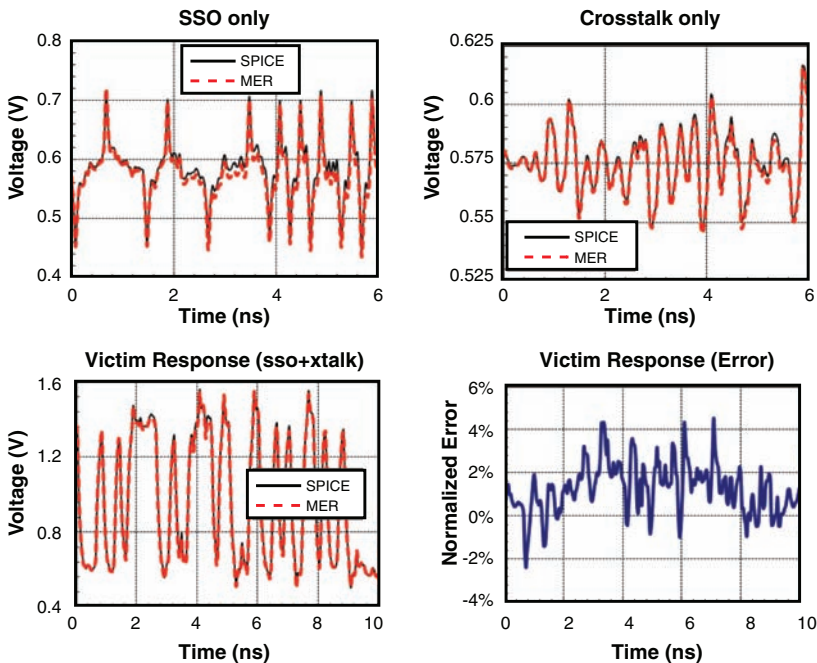 SSO only
0.8
0.7
0.6
0.5
0.4
Voltage (V)
SPICE
MER
0
2
4
6
Time (ns)
Crosstalk only
0.625
0.6
0.575
0.55
0.525
Voltage (V)
SPICE
MER
0
2
4
6
Time (ns)
Victim Response (sso+xtalk)
1.6
1.2
0.8
0.4
Voltage (V)
SPICE
MER
0
2
4
6
8
10
Time (ns)
Victim Response (Error)
6%
4%
2%
0%
-2%
-4%
Normalized Error
0
2
4
6
8
10
Time (ns)